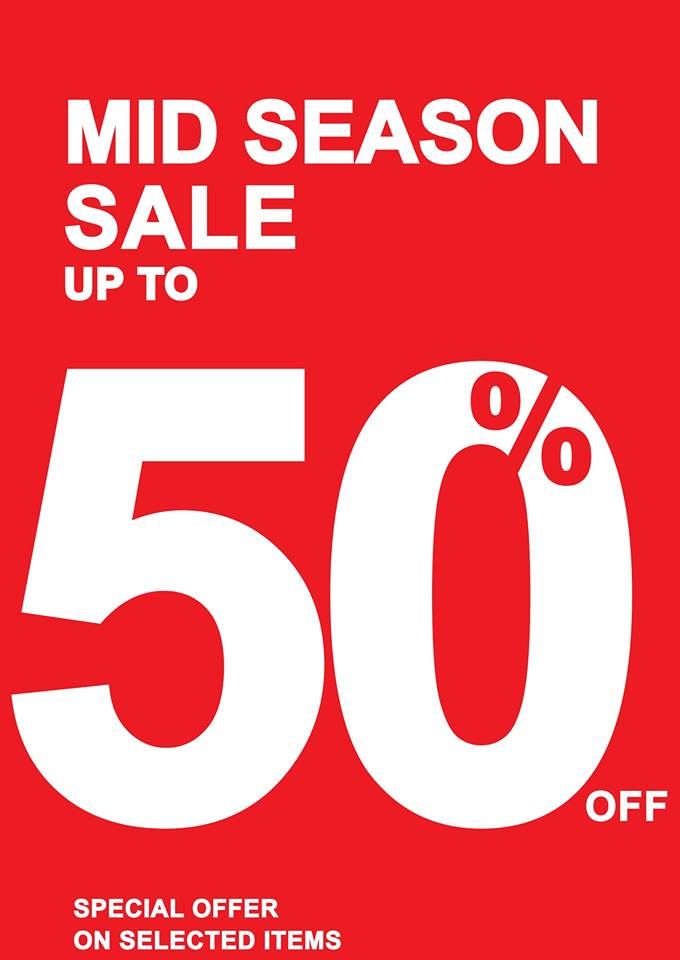 MID SEASON
SALE
UP TO
50%
OFF
SPECIAL OFFER
ON SELECTED ITEMS